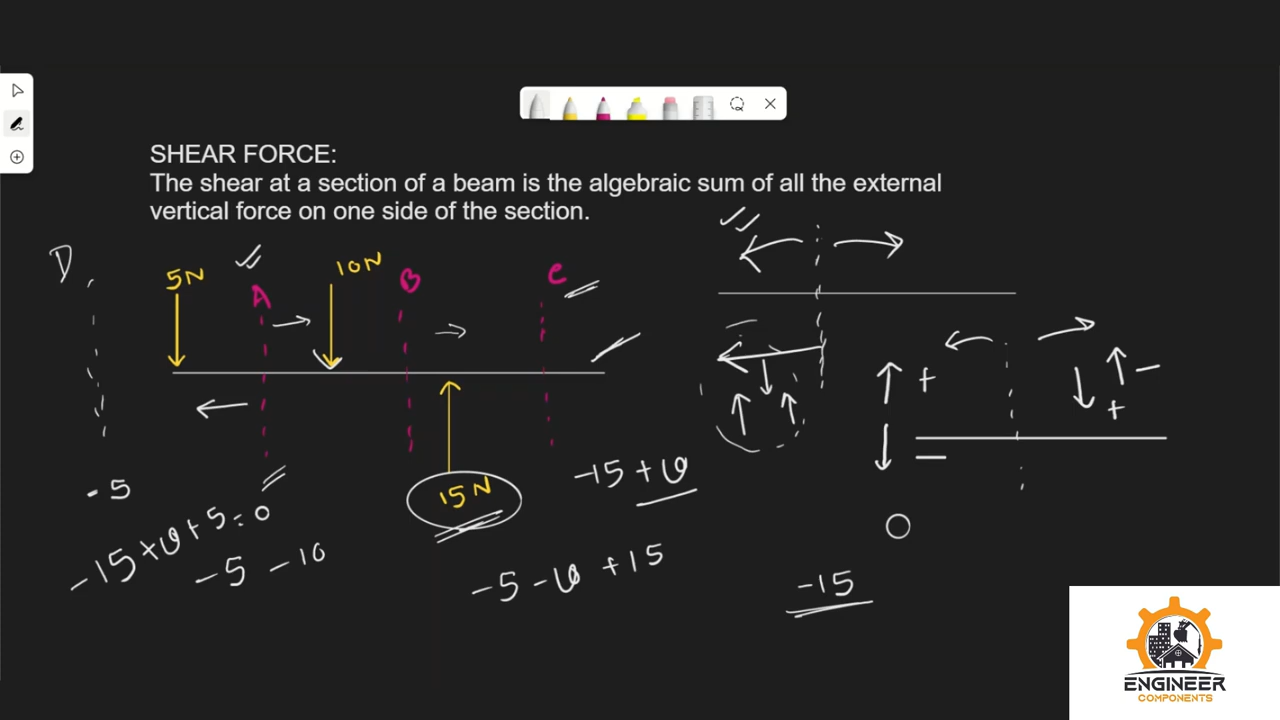 SHEAR FORCE:
The shear at a section of a beam is the algebraic sum of all the external
vertical force on one side of the section.
D
5N
A
10N
B
C
+
-
+
-
-5
-15+10+5=0
-5 -10
15N
-15+10
-5-10+15
0
-15
ENGINEER
COMPONENTS